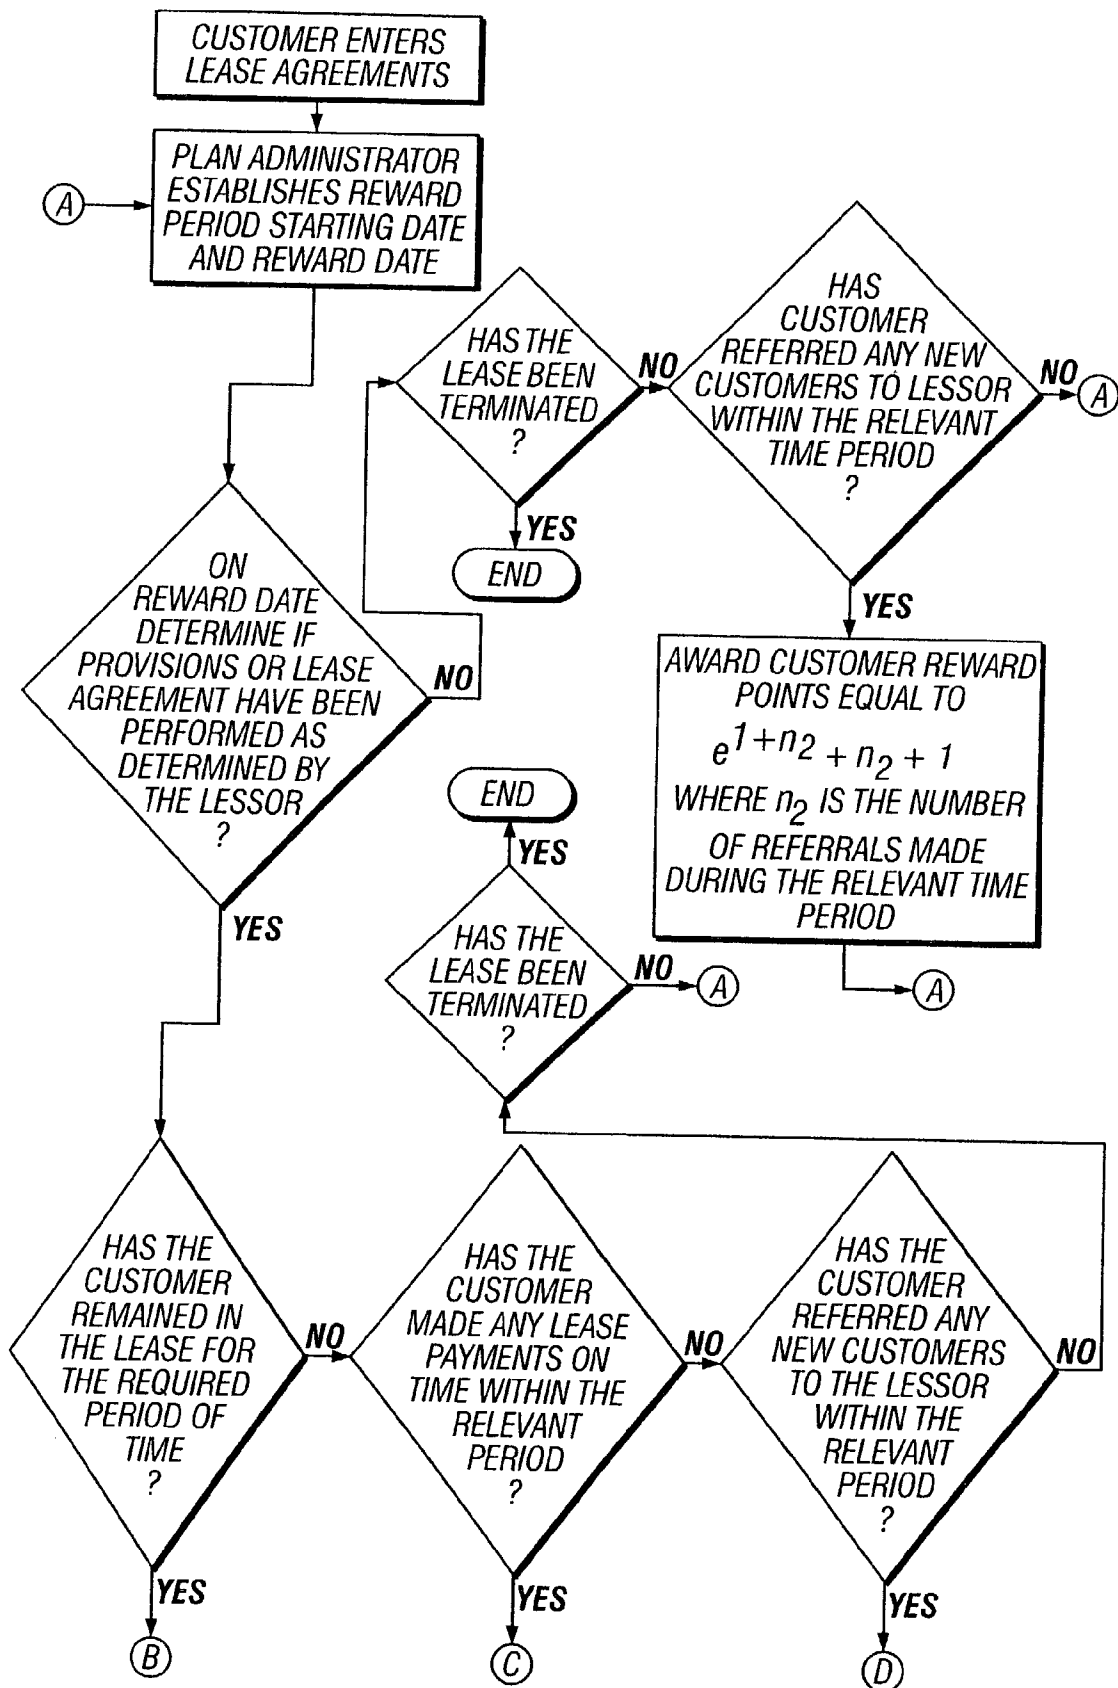 CUSTOMER ENTERS
LEASE AGREEMENTS
PLAN ADMINISTRATOR
ESTABLISHES REWARD
PERIOD STARTING DATE
AND REWARD DATE
A
HAS THE
LEASE BEEN
TERMINATED
?
NO
YES
END
HAS
CUSTOMER
REFERRED ANY NEW
CUSTOMERS TO LESSOR
WITHIN THE RELEVANT
TIME PERIOD
?
NO
A
YES
ON
REWARD DATE
DETERMINE IF
PROVISIONS OR LEASE
AGREEMENT HAVE BEEN
PERFORMED AS
DETERMINED BY
THE LESSOR
?
NO
YES
AWARD CUSTOMER REWARD
POINTS EQUAL TO
e^{1+n_2} + n_2 + 1
WHERE n_2 IS THE NUMBER
OF REFERRALS MADE
DURING THE RELEVANT TIME
PERIOD
A
END
YES
HAS THE
LEASE BEEN
TERMINATED
?
NO
A
HAS THE
CUSTOMER
REMAINED IN
THE LEASE FOR
THE REQUIRED
PERIOD OF
TIME
?
NO
YES
B
HAS THE
CUSTOMER
MADE ANY LEASE
PAYMENTS ON
TIME WITHIN THE
RELEVANT
PERIOD
?
NO
YES
C
HAS THE
CUSTOMER
REFERRED ANY
NEW CUSTOMERS
TO THE LESSOR
WITHIN THE
RELEVANT
PERIOD
?
NO
YES
D